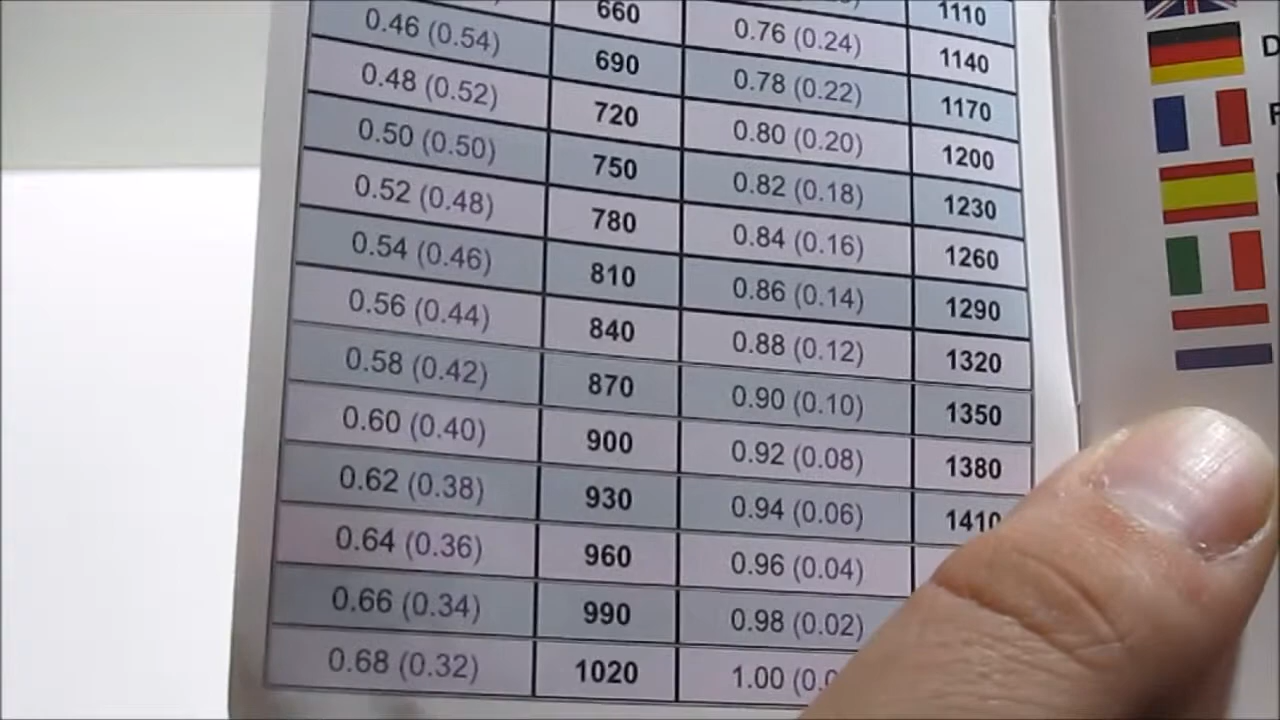 1110
660 0.76 (0.24) 1140
0.46 (0.54) 690 0.78 (0.22) 1170
0.48 (0.52) 720 0.80 (0.20) 1200
0.50 (0.50) 750 0.82 (0.18) 1230
0.52 (0.48) 780 0.84 (0.16) 1260
0.54 (0.46) 810 0.86 (0.14) 1290
0.56 (0.44) 840 0.88 (0.12) 1320
0.58 (0.42) 870 0.90 (0.10) 1350
0.60 (0.40) 900 0.92 (0.08) 1380
0.62 (0.38) 930 0.94 (0.06) 1410
0.64 (0.36) 960 0.96 (0.04)
0.66 (0.34) 990 0.98 (0.02)
0.68 (0.32) 1020 1.00